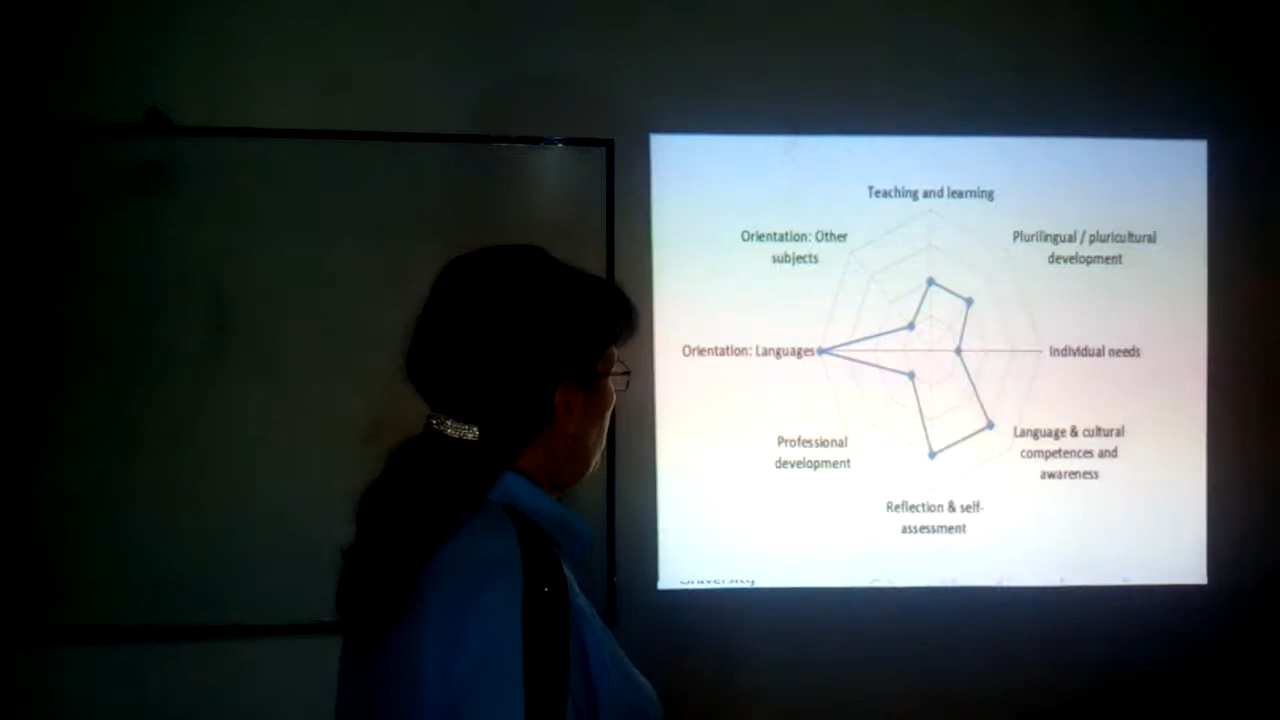 Teaching and learning
Orientation: Other
subjects
Plurilingual / pluricultural
development
Orientation: Languages
Individual needs
Professional
development
Language & cultural
competences and
awareness
Reflection & self-
assessment
University